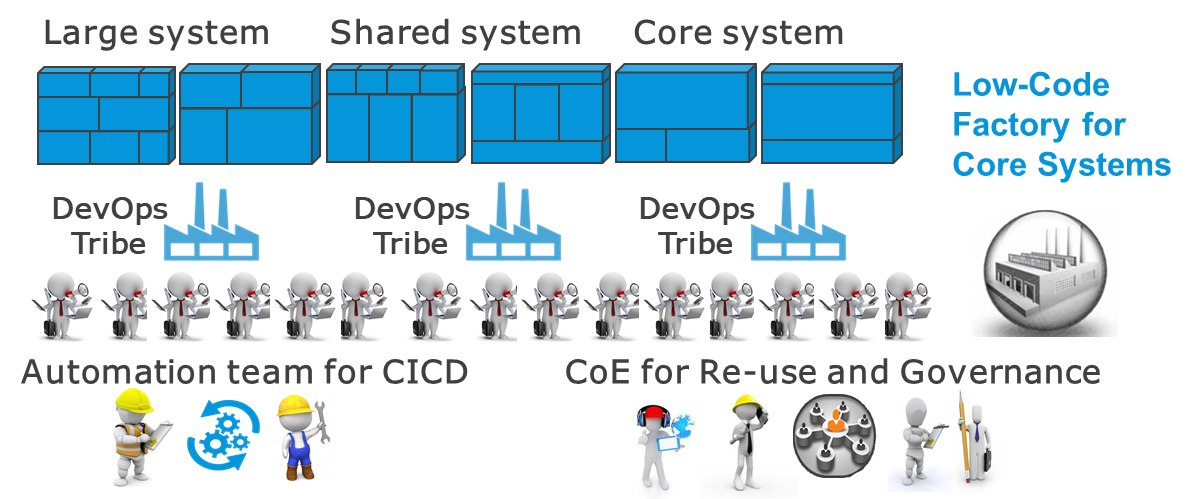 Large system
Shared system
Core system
Low-Code
Factory for
Core Systems
DevOps
Tribe
DevOps
Tribe
DevOps
Tribe
Automation team for CICD
CoE for Re-use and Governance